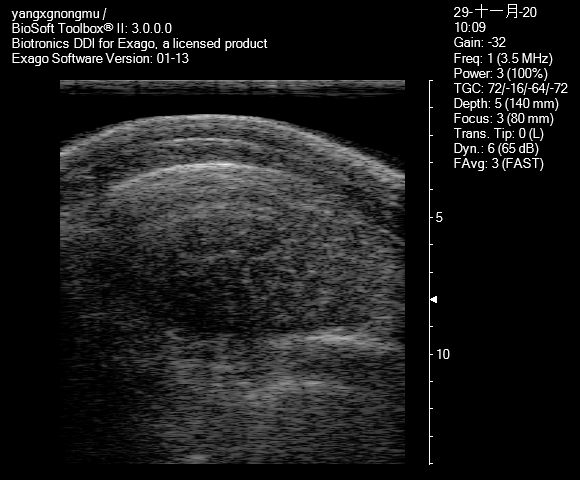 yangxgnongmu /
BioSoft Toolbox® II: 3.0.0.0
Biotronics DDI for Exago, a licensed product
Exago Software Version: 01-13
29-十一月-20
10:09
Gain: -32
Freq: 1 (3.5 MHz)
Power: 3 (100%)
TGC: 72/-16/-64/-72
Depth: 5 (140 mm)
Focus: 3 (80 mm)
Trans. Tip: 0 (L)
Dyn.: 6 (65 dB)
FAvg: 3 (FAST)
5
10